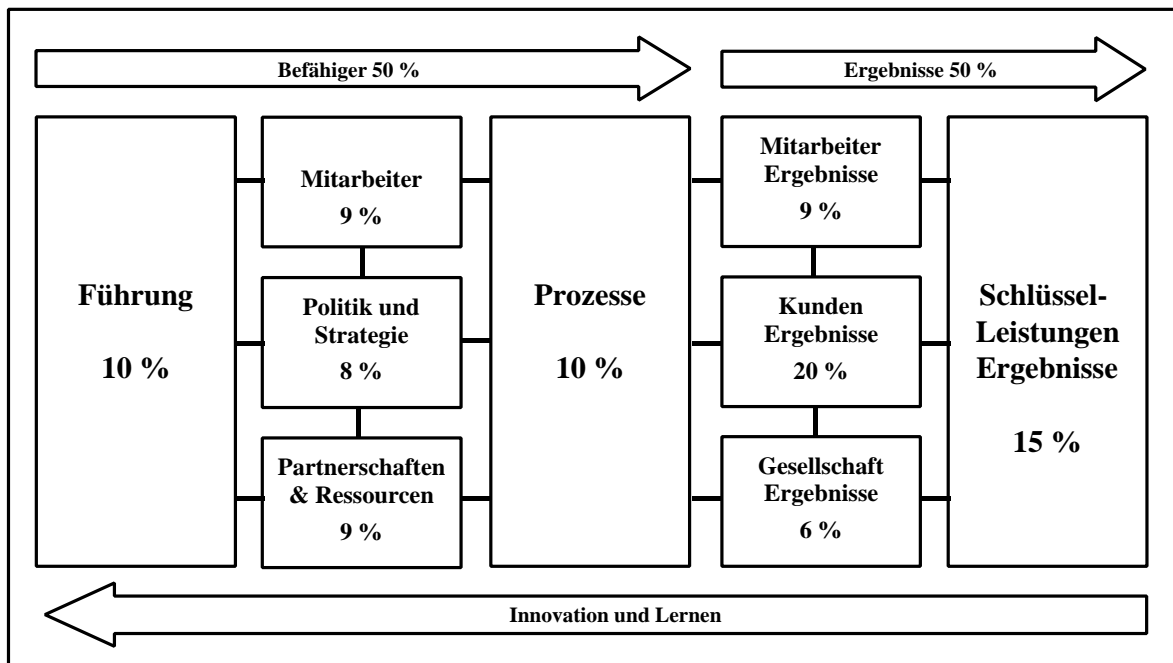 Befähiger 50 %
Ergebnisse 50 %
Führung
10 %
Mitarbeiter
9 %
Politik und
Strategie
8 %
Partnerschaften
& Ressourcen
9 %
Prozesse
10 %
Mitarbeiter
Ergebnisse
9 %
Kunden
Ergebnisse
20 %
Gesellschaft
Ergebnisse
6 %
Schlüssel-
Leistungen
Ergebnisse
15 %
Innovation und Lernen